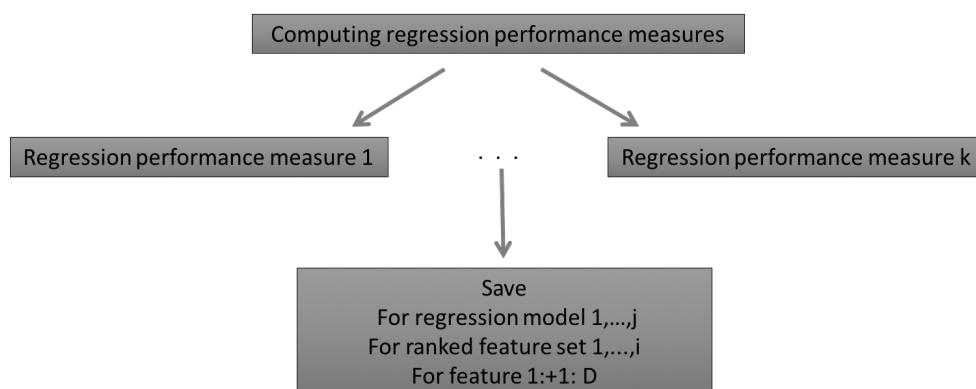 Computing regression performance measures
Regression performance measure 1
. . .
Regression performance measure k
Save
For regression model 1,...,j
For ranked feature set 1,...,i
For feature 1:+1: D